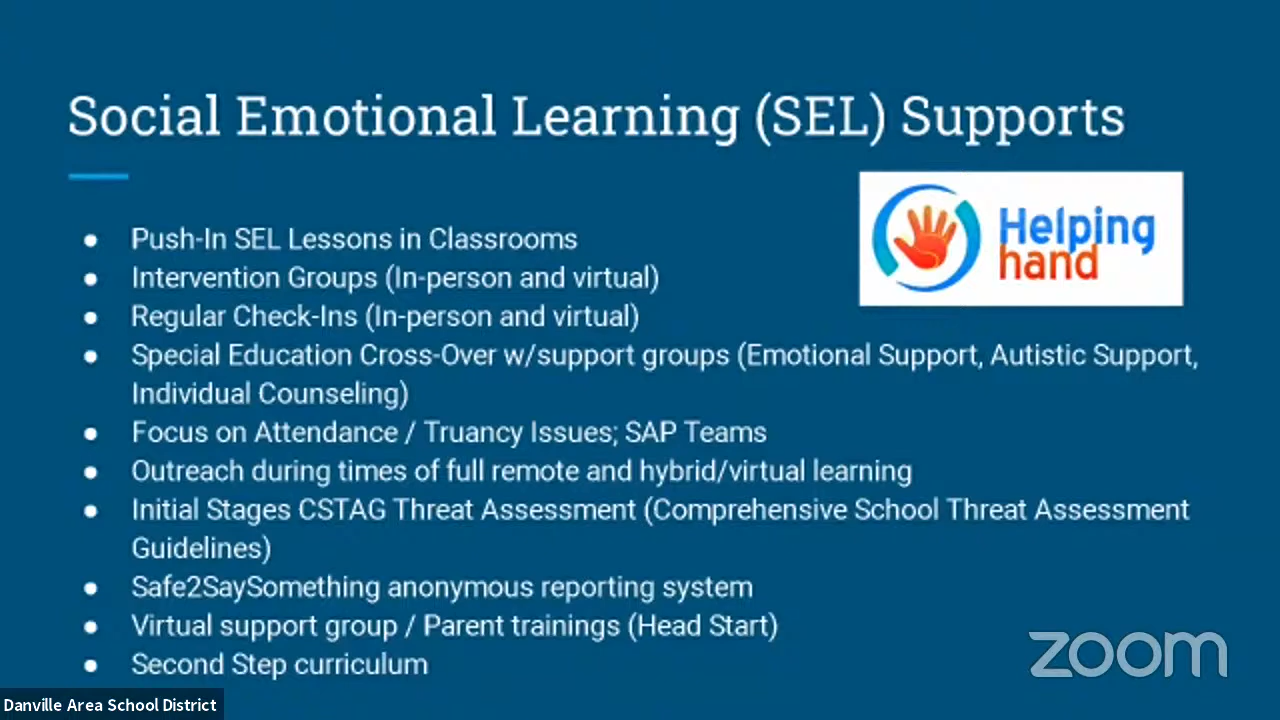 Social Emotional Learning (SEL) Supports
Helping
hand
● Push-In SEL Lessons in Classrooms
● Intervention Groups (In-person and virtual)
● Regular Check-Ins (In-person and virtual)
● Special Education Cross-Over w/support groups (Emotional Support, Autistic Support,
Individual Counseling)
● Focus on Attendance / Truancy Issues; SAP Teams
● Outreach during times of full remote and hybrid/virtual learning
● Initial Stages CSTAG Threat Assessment (Comprehensive School Threat Assessment
Guidelines)
● Safe2SaySomething anonymous reporting system
● Virtual support group / Parent trainings (Head Start)
● Second Step curriculum
zoom
Danville Area School District